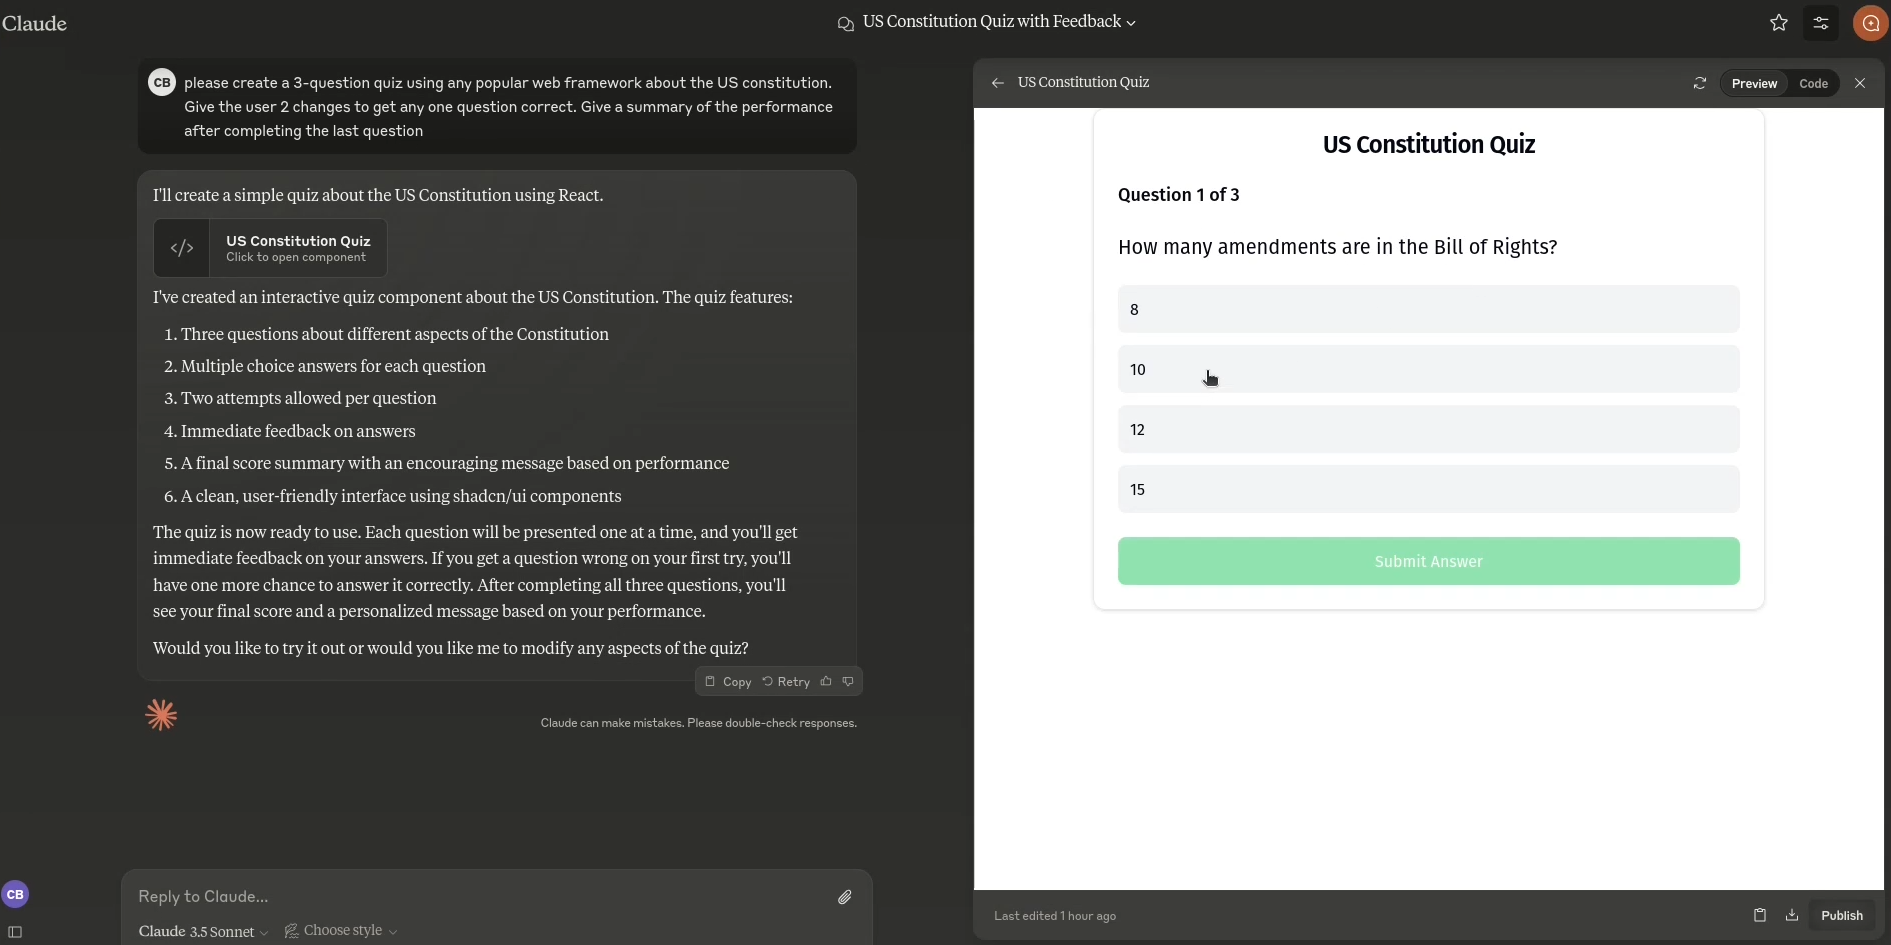 Claude
US Constitution Quiz with Feedback
CB
please create a 3-question quiz using any popular web framework about the US constitution.
Give the user 2 changes to get any one question correct. Give a summary of the performance
after completing the last question
I'll create a simple quiz about the US Constitution using React.
</>
US Constitution Quiz
Click to open component
I've created an interactive quiz component about the US Constitution. The quiz features:
1. Three questions about different aspects of the Constitution
2. Multiple choice answers for each question
3. Two attempts allowed per question
4. Immediate feedback on answers
5. A final score summary with an encouraging message based on performance
6. A clean, user-friendly interface using shadcn/ui components
The quiz is now ready to use. Each question will be presented one at a time, and you'll get
immediate feedback on your answers. If you get a question wrong on your first try, you'll
have one more chance to answer it correctly. After completing all three questions, you'll
see your final score and a personalized message based on your performance.
Would you like to try it out or would you like me to modify any aspects of the quiz?
Copy Retry
Claude can make mistakes. Please double-check responses.
CB
Reply to Claude...
Claude 3.5 Sonnet Choose style
US Constitution Quiz
Preview Code
US Constitution Quiz
Question 1 of 3
How many amendments are in the Bill of Rights?
8
10
12
15
Submit Answer
Last edited 1 hour ago
Publish